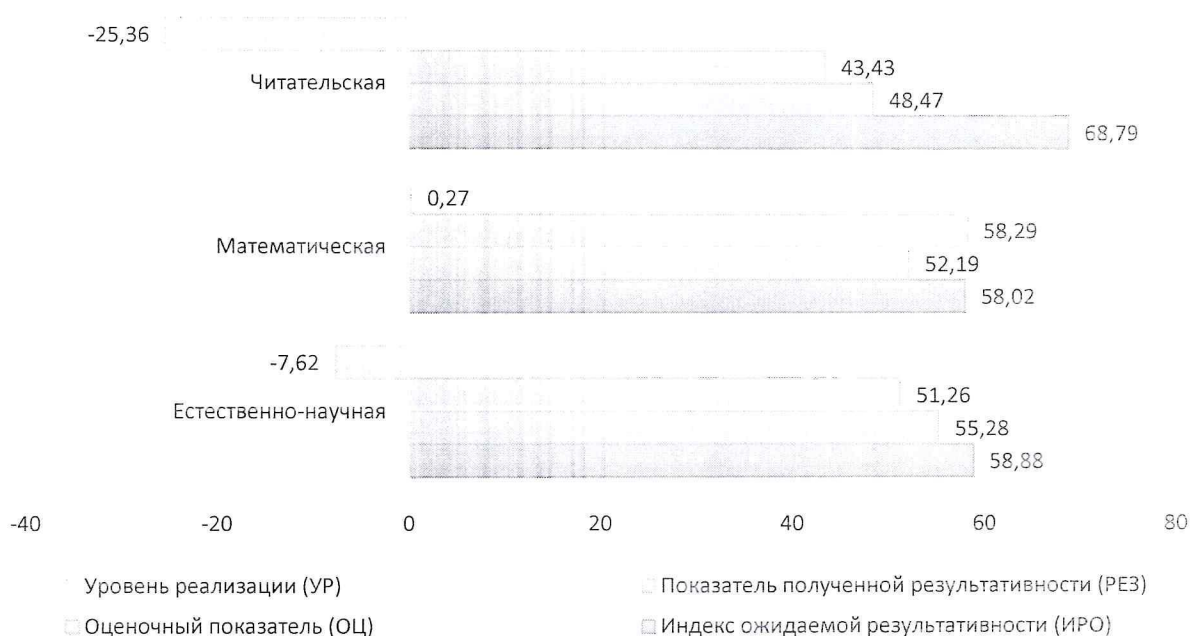 -25,36
Читательская
43,43
48,47
68,79
0,27
Математическая
58,29
52,19
58,02
-7,62
Естественно-научная
51,26
55,28
58,88
-40 -20 0 20 40 60 80
Уровень реализации (УР) Показатель полученной результативности (РЕЗ)
Оценочный показатель (ОЦ) Индекс ожидаемой результативности (ИРО)